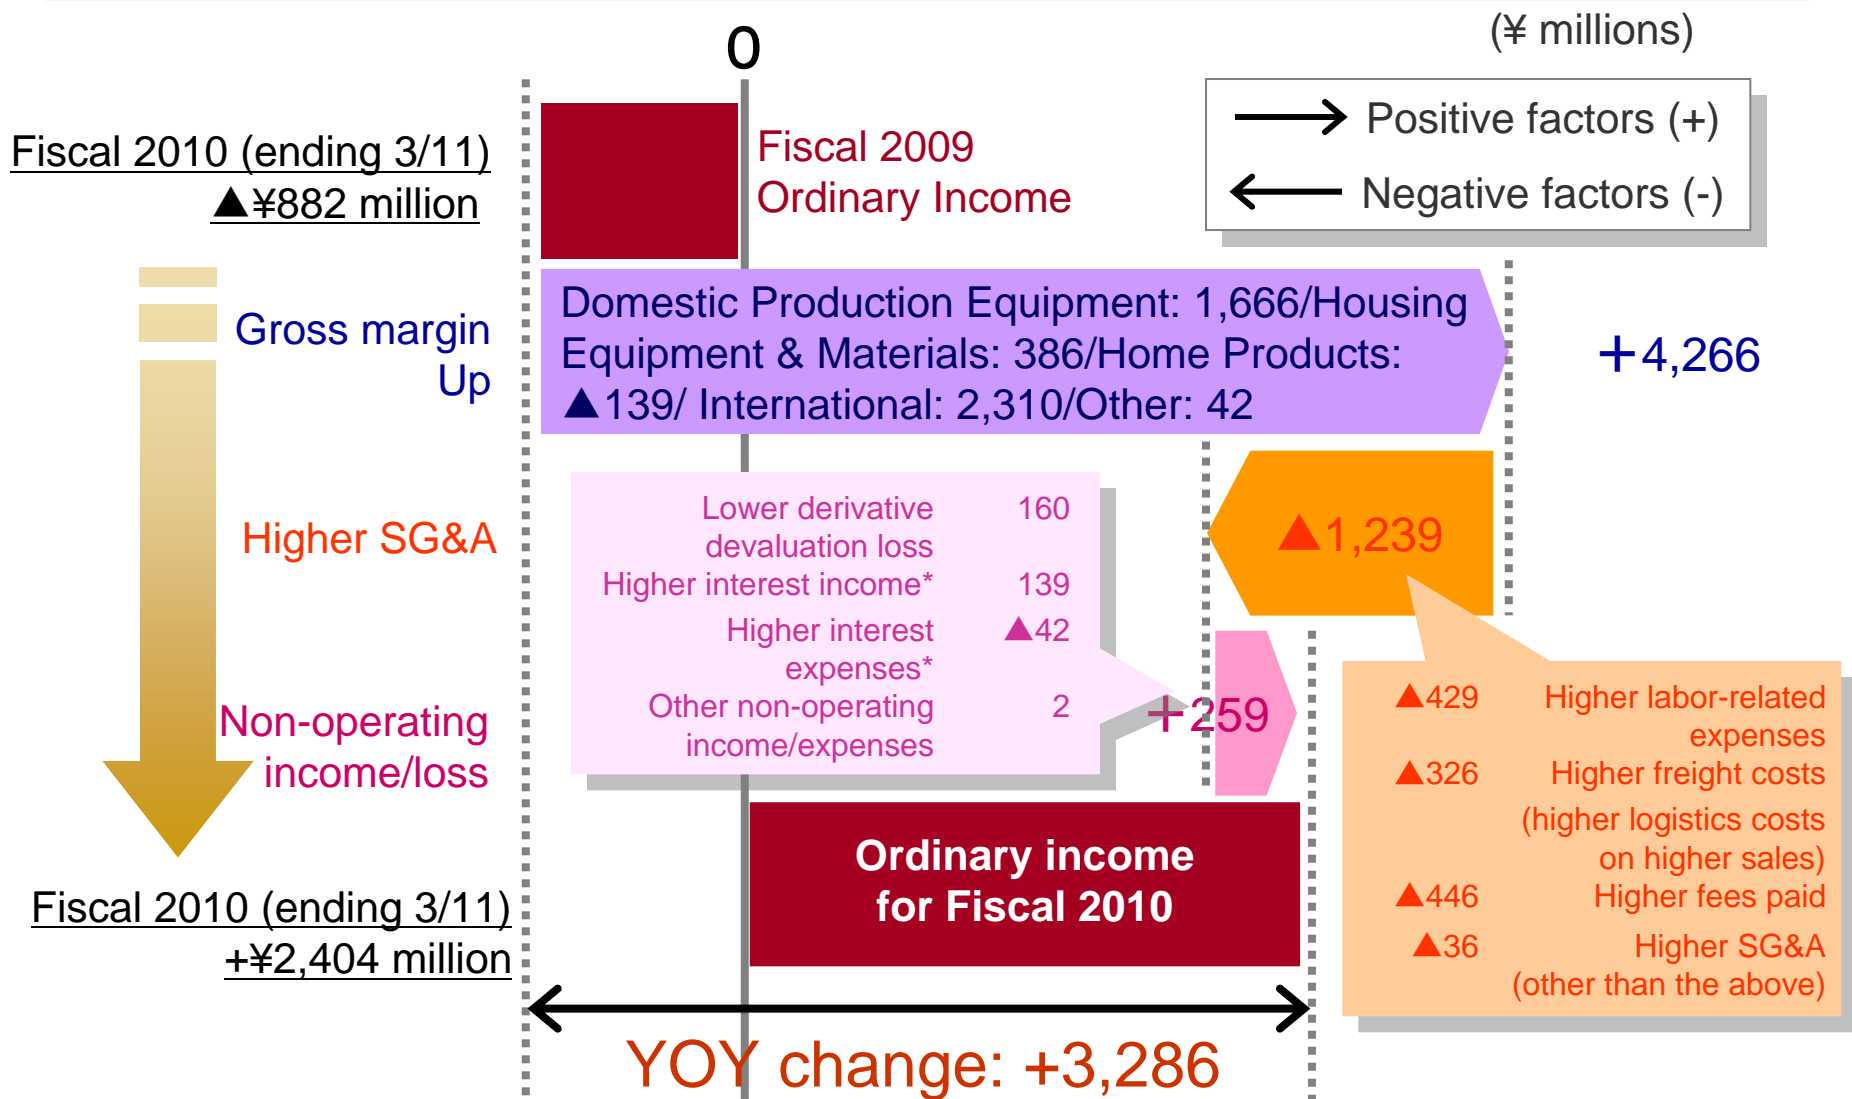 (¥ millions)
0
Positive factors (+)
Negative factors (-)
Fiscal 2010 (ending 3/11)
▲¥882 million
Fiscal 2009
Ordinary Income
Gross margin
Up
Domestic Production Equipment: 1,666/Housing
Equipment & Materials: 386/Home Products:
▲139/ International: 2,310/Other: 42
+4,266
Higher SG&A
▲1,239
Lower derivative 160
devaluation loss
Higher interest income* 139
Higher interest ▲42
expenses*
Other non-operating 2
income/expenses
Non-operating
income/loss
+259
▲429 Higher labor-related
expenses
▲326 Higher freight costs
(higher logistics costs
on higher sales)
▲446 Higher fees paid
▲36 Higher SG&A
(other than the above)
Ordinary income
for Fiscal 2010
Fiscal 2010 (ending 3/11)
+¥2,404 million
YOY change: +3,286